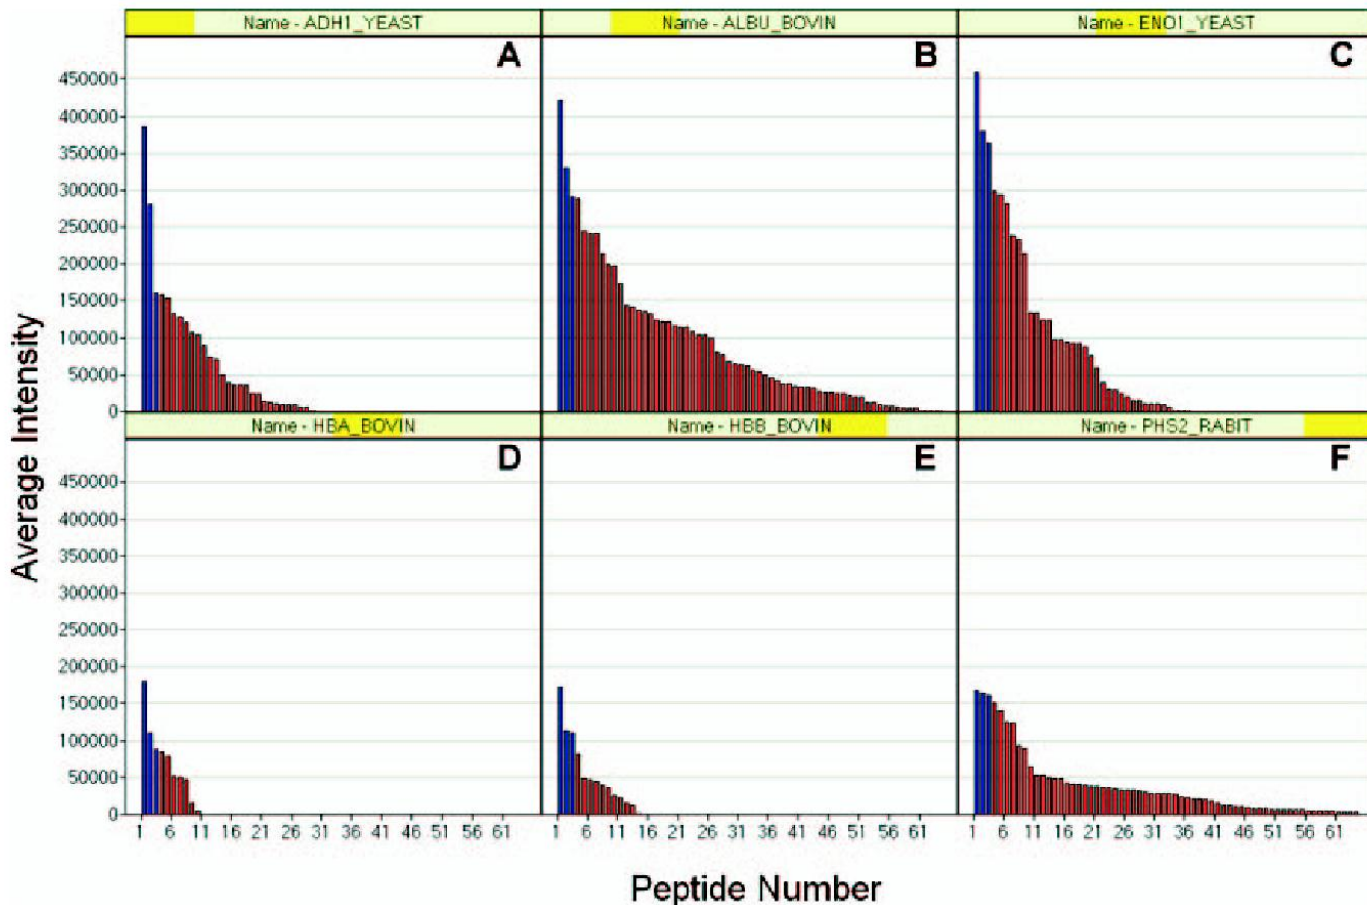 Name - ADH1_YEAST
Name - ALBU_BOVIN
Name - ENO1_YEAST
A
B
C
450000
400000
350000
300000
250000
200000
150000
100000
50000
0
Name - HBA_BOVIN
Name - HBB_BOVIN
Name - PHS2_RABIT
D
E
F
450000
400000
350000
300000
250000
200000
150000
100000
50000
0
1 6 11 16 21 26 31 36 41 46 51 56 61
1 6 11 16 21 26 31 36 41 46 51 56 61
1 6 11 16 21 26 31 36 41 46 51 56 61
Average Intensity
Peptide Number